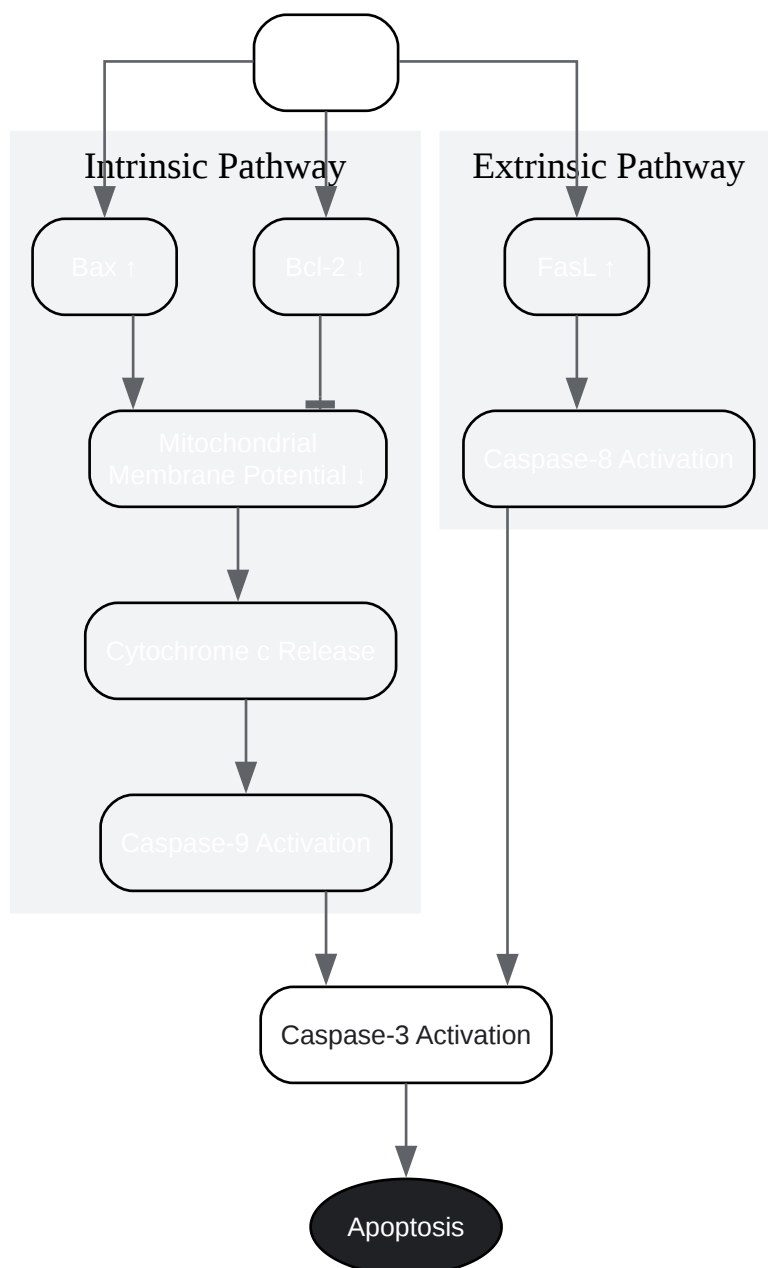 Intrinsic Pathway
Extrinsic Pathway
Bax ↑
Bcl-2 ↓
FasL ↑
Mitochondrial
Membrane Potential ↓
Caspase-8 Activation
Cytochrome c Release
Caspase-9 Activation
Caspase-3 Activation
Apoptosis